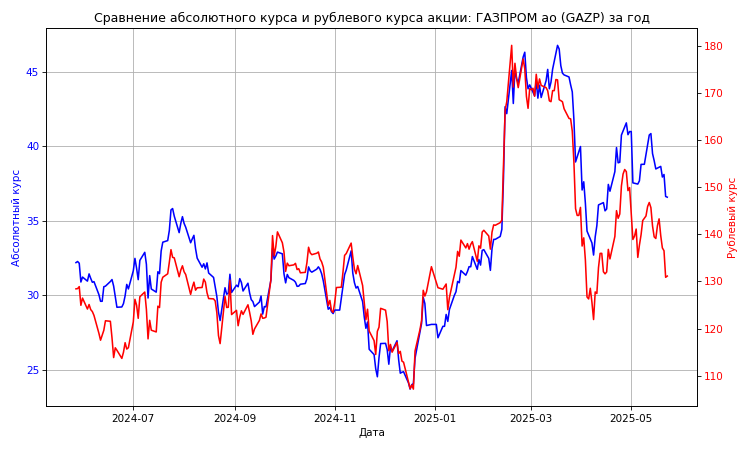 Сравнение абсолютного курса и рублевого курса акции: ГАЗПРОМ ао (GAZP) за год
Абсолютный курс
45
40
35
30
25
180
170
160
150
140
130
120
110
Рублевый курс
2024-07 2024-09 2024-11 2025-01 2025-03 2025-05
Дата